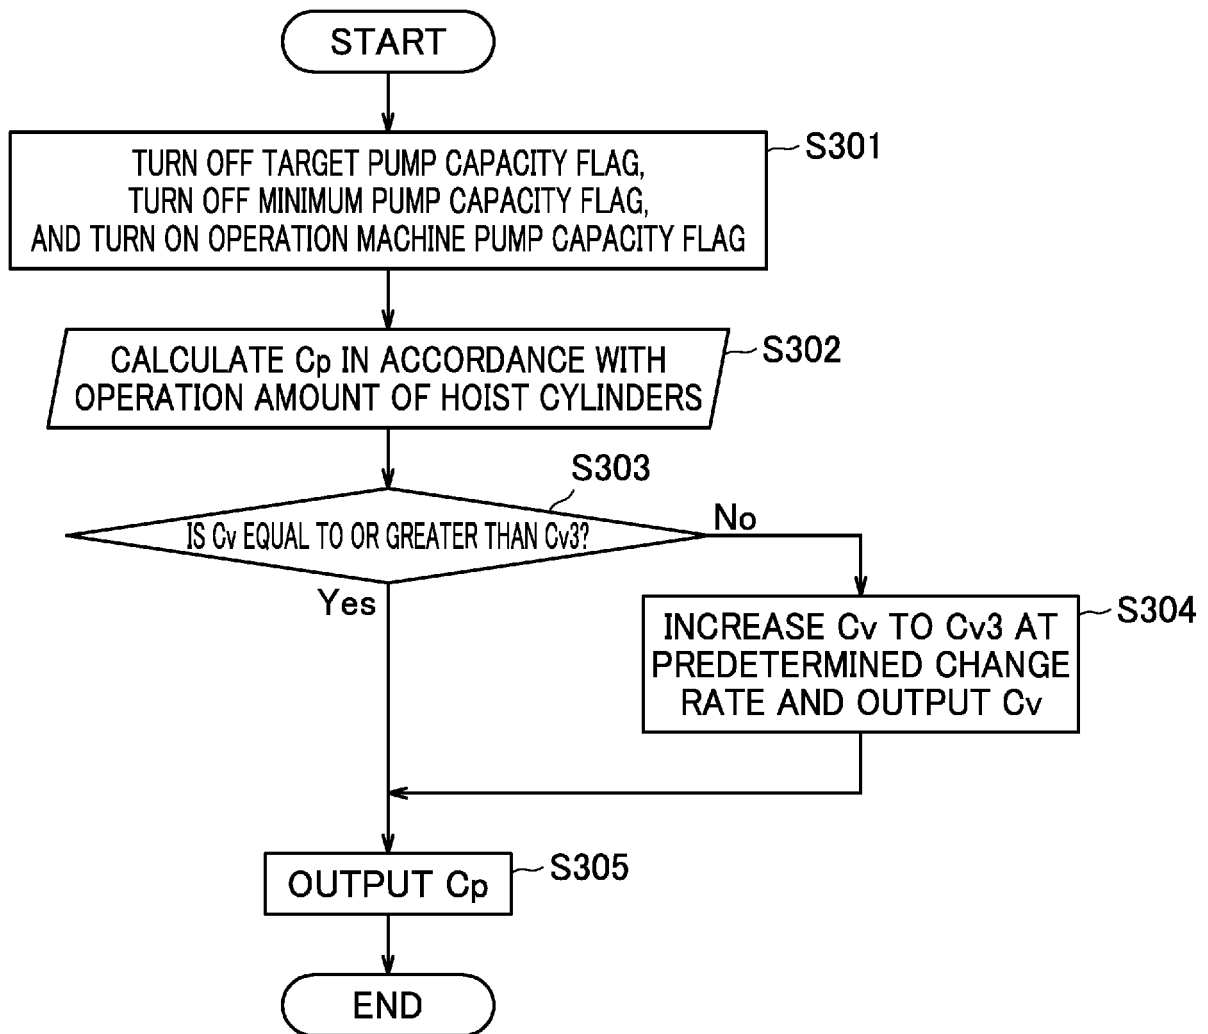 START
TURN OFF TARGET PUMP CAPACITY FLAG,
TURN OFF MINIMUM PUMP CAPACITY FLAG,
AND TURN ON OPERATION MACHINE PUMP CAPACITY FLAG
S301
CALCULATE Cp IN ACCORDANCE WITH
OPERATION AMOUNT OF HOIST CYLINDERS
S302
S303
IS Cv EQUAL TO OR GREATER THAN Cv3?
No
Yes
INCREASE Cv TO Cv3 AT
PREDETERMINED CHANGE
RATE AND OUTPUT Cv
S304
OUTPUT Cp
S305
END